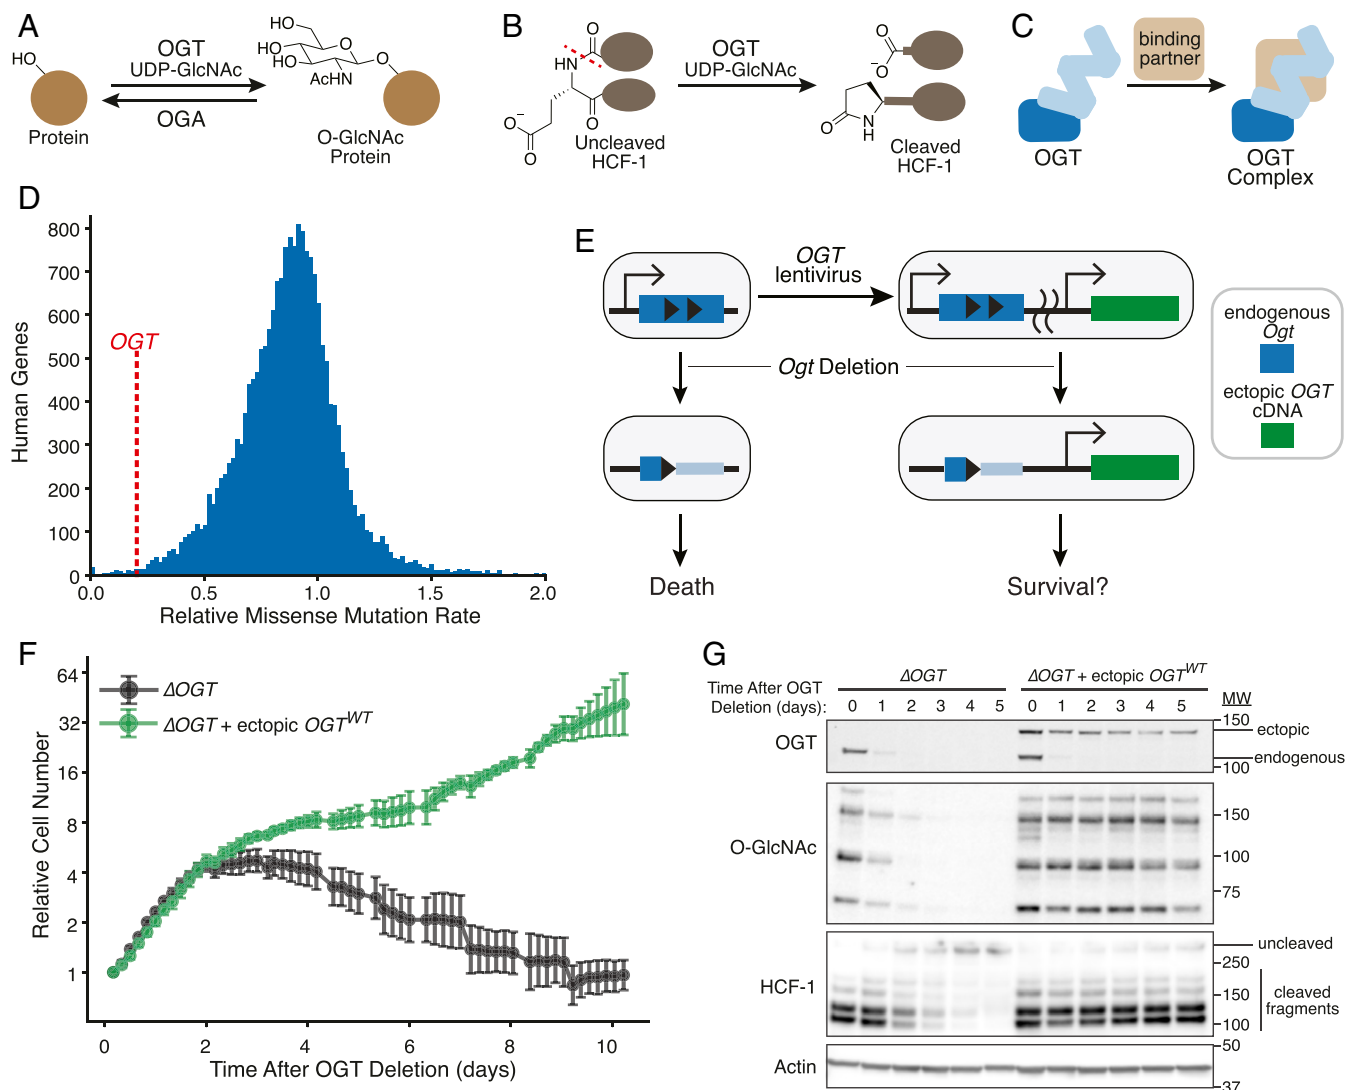 A
HO
Protein
OGT
UDP-GlcNAc
OGA
HO
HO
HO
O
O
AcHN
O-GlcNAc
Protein
B
O
HN
O
O⁻
O
Uncleaved
HCF-1
OGT
UDP-GlcNAc
O
O⁻
O
N
H
Cleaved
HCF-1
C
OGT
binding
partner
OGT
Complex
D
Human Genes
800
700
600
500
400
300
200
100
0
OGT
0.0 0.5 1.0 1.5 2.0
Relative Missense Mutation Rate
E
OGT
lentivirus
Ogt Deletion
Death
Survival?
endogenous
Ogt
ectopic OGT
cDNA
F
Relative Cell Number
64
32
16
8
4
2
1
ΔOGT
ΔOGT + ectopic OGT^WT
0 2 4 6 8 10
Time After OGT Deletion (days)
G
ΔOGT
ΔOGT + ectopic OGT^WT
Time After OGT
Deletion (days):
0 1 2 3 4 5
0 1 2 3 4 5
MW
OGT
150
ectopic
endogenous
100
O-GlcNAc
150
100
75
HCF-1
uncleaved
250
150
100
cleaved
fragments
Actin
50
37